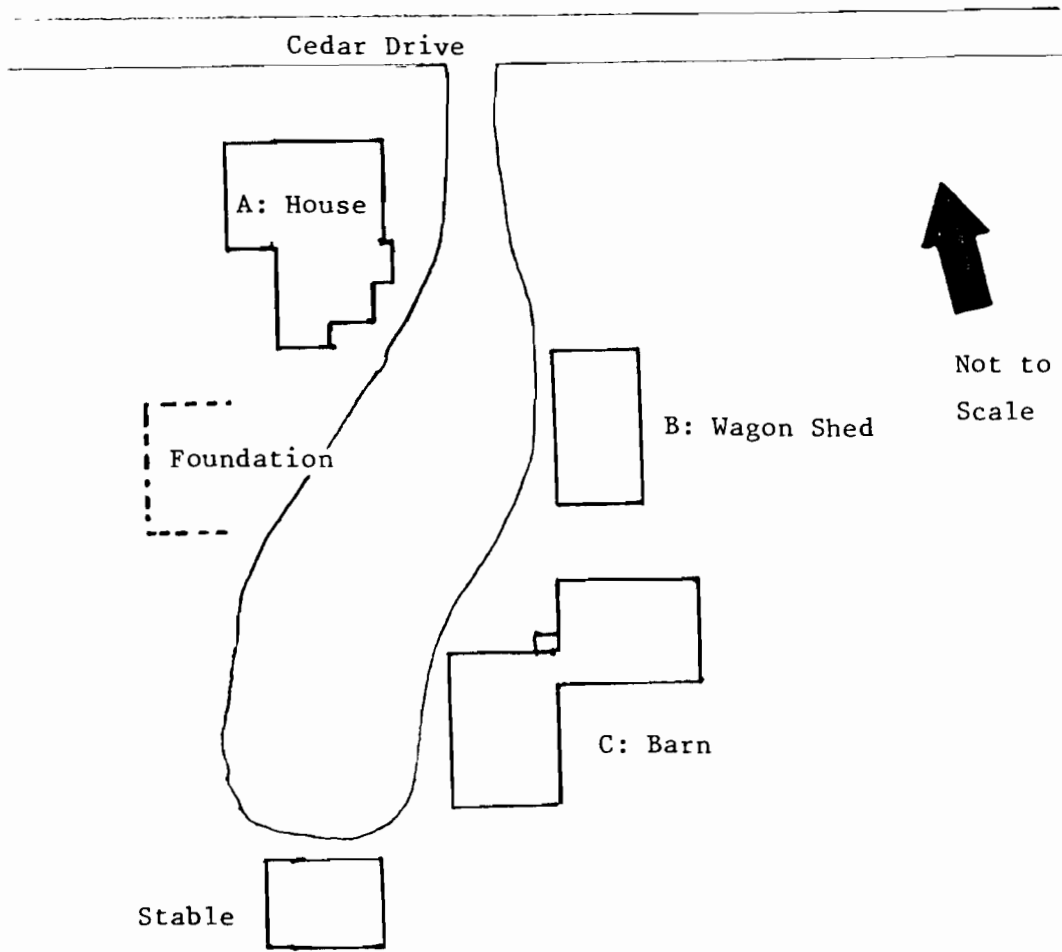 Cedar Drive
A: House
Not to
Scale
B: Wagon Shed
Foundation
C: Barn
Stable